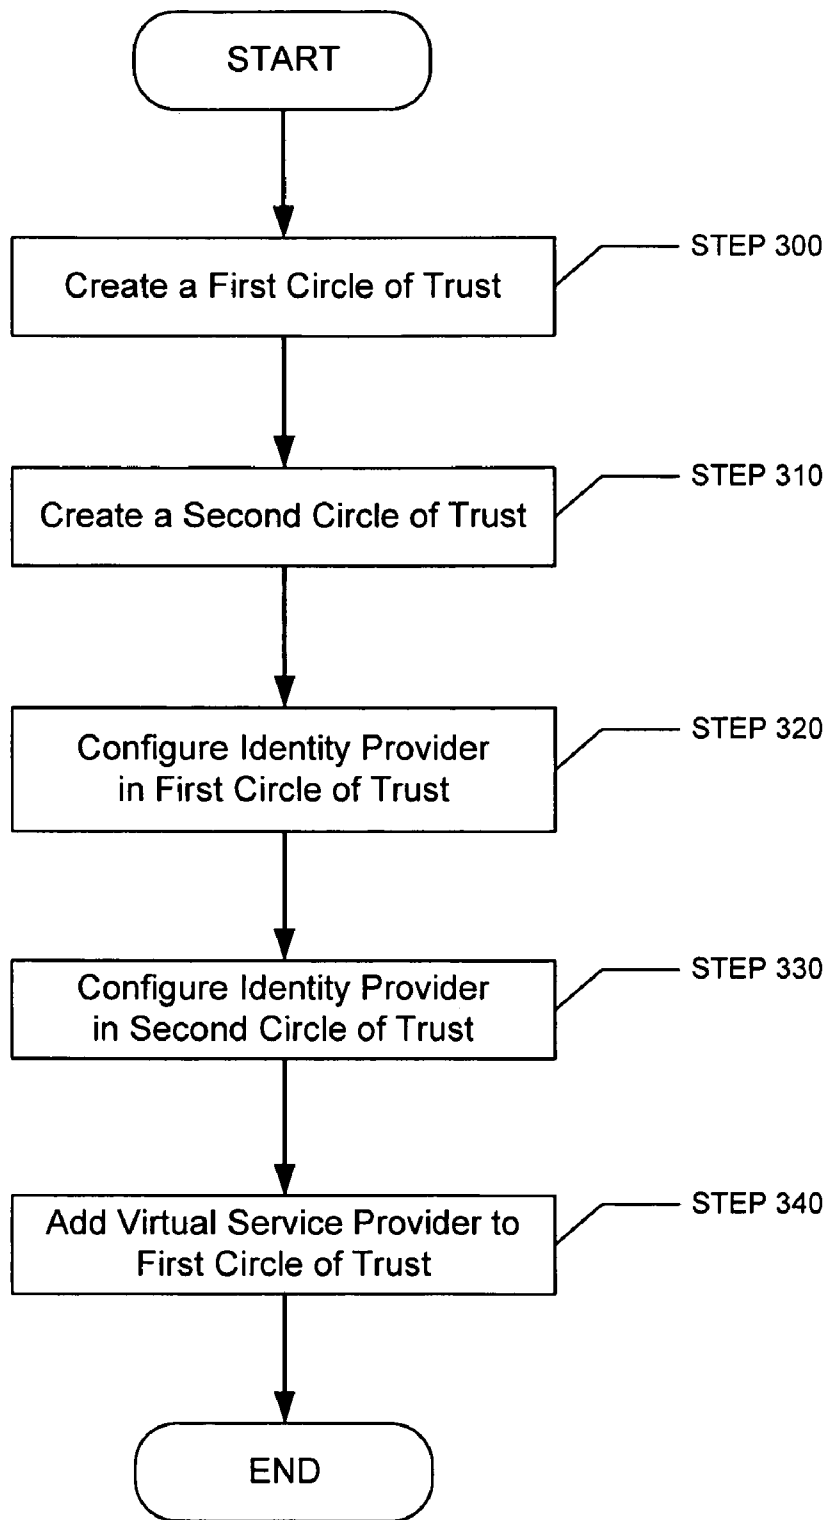 START
Create a First Circle of Trust
STEP 300
Create a Second Circle of Trust
STEP 310
Configure Identity Provider
in First Circle of Trust
STEP 320
Configure Identity Provider
in Second Circle of Trust
STEP 330
Add Virtual Service Provider to
First Circle of Trust
STEP 340
END